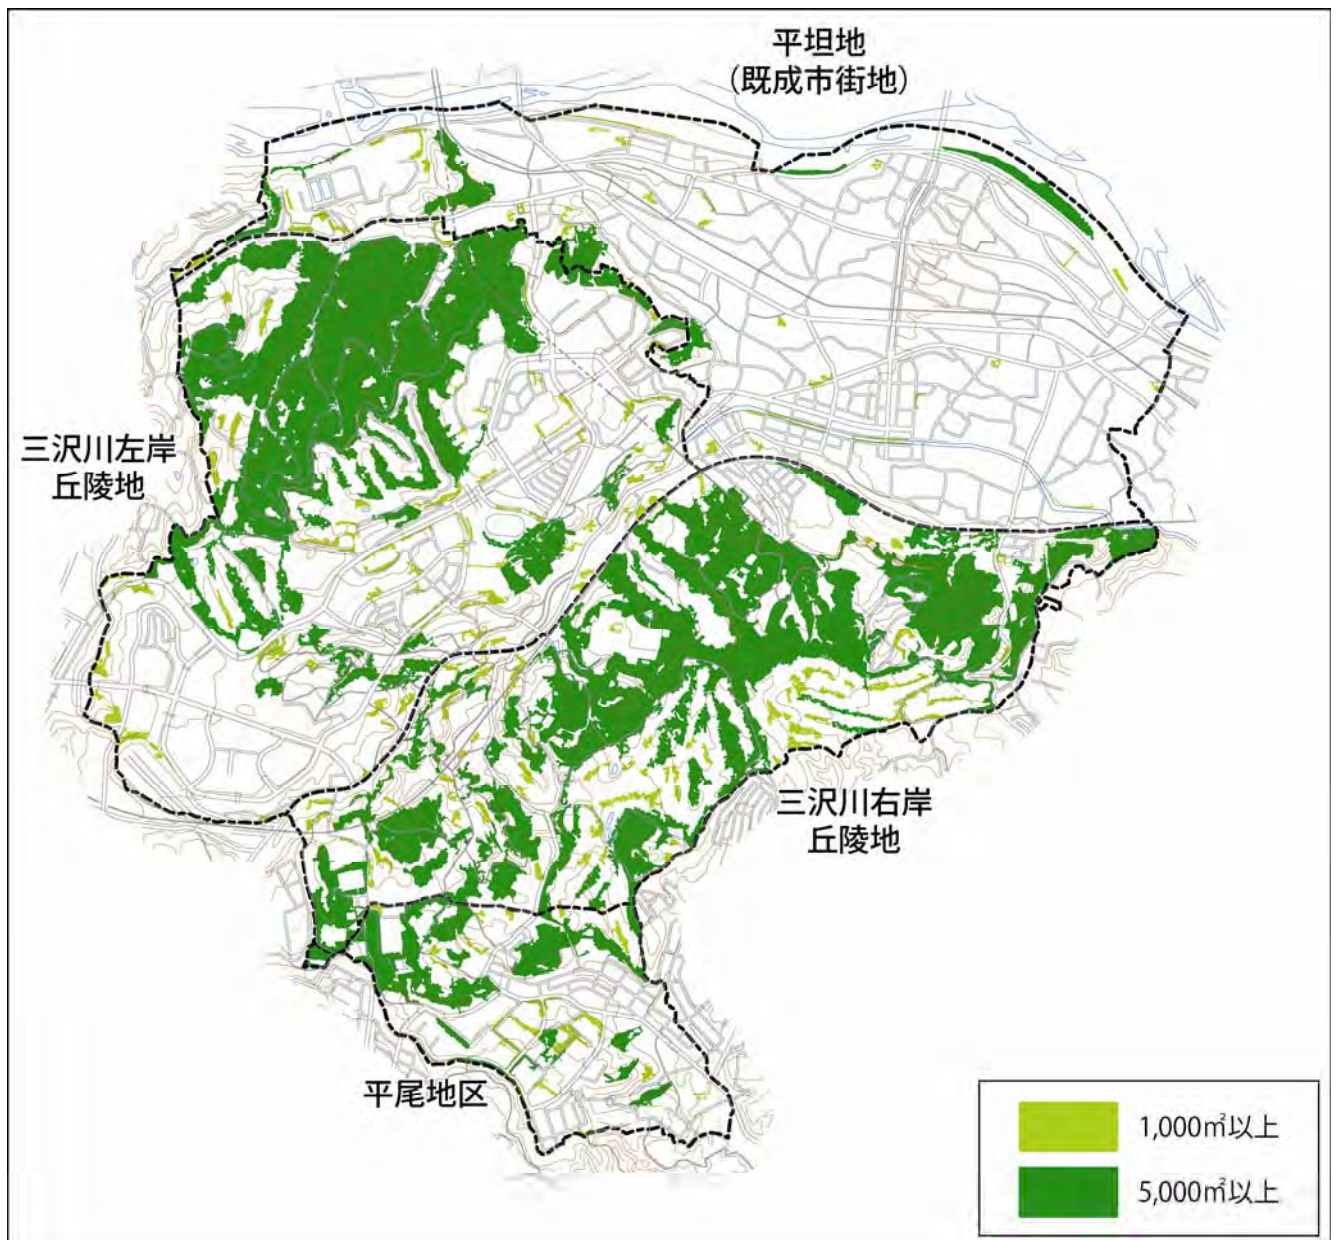 平坦地
（既成市街地）
三沢川左岸
丘陵地
三沢川右岸
丘陵地
平尾地区
1,000㎡以上
5,000㎡以上